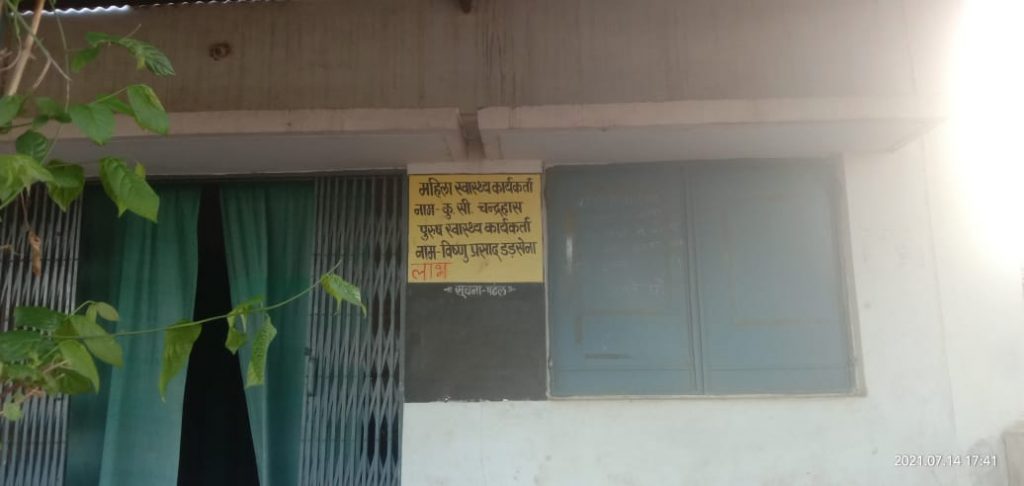 महिला स्वास्थ्य कार्यकर्ता
नाम- कु. सी. चन्द्रहास
पुरुष स्वास्थ्य कार्यकर्ता
नाम- विष्णु प्रसाद डड़सेना
लाभ
सूचना-पटल
2021.07.14 17:41